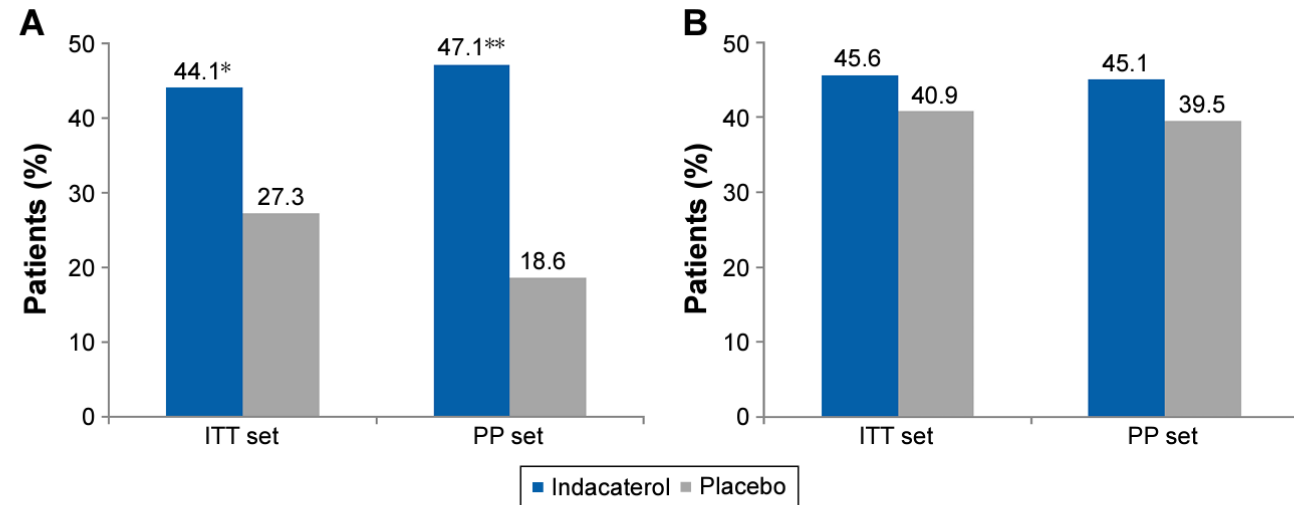 A
Patients (%)
50
40
30
20
10
0
44.1*
27.3
47.1**
18.6
ITT set
PP set
B
Patients (%)
50
40
30
20
10
0
45.6
40.9
45.1
39.5
ITT set
PP set
Indacaterol
Placebo